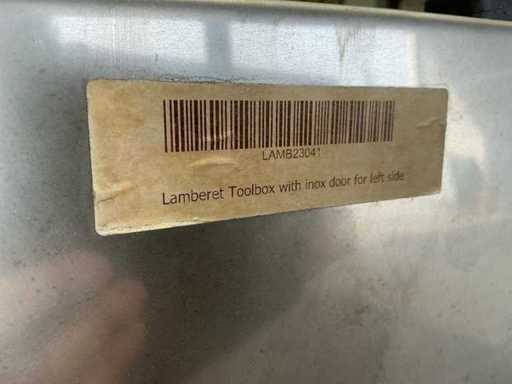 LAMB23041
Lamberet Toolbox with inox door for left side